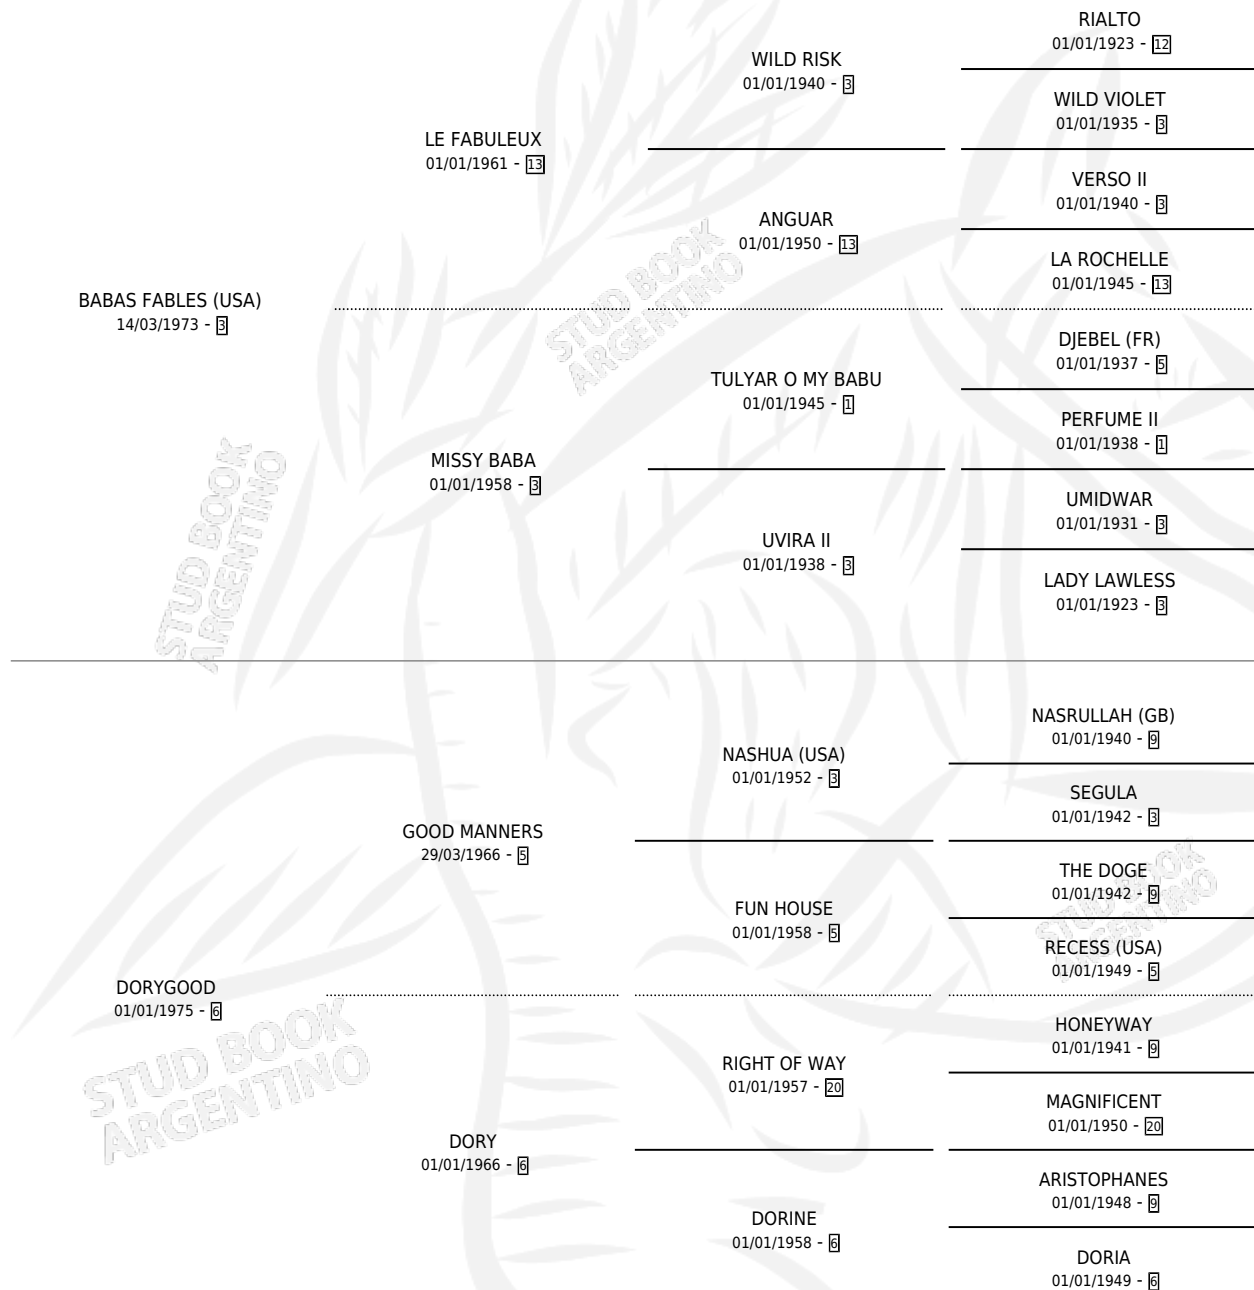 RIALTO
01/01/1923 - 12
WILD RISK
01/01/1940 - 3
WILD VIOLET
01/01/1935 - 3
LE FABULEUX
01/01/1961 - 13
VERSO II
01/01/1940 - 3
ANGUAR
01/01/1950 - 13
LA ROCHELLE
01/01/1945 - 13
BABAS FABLES (USA)
14/03/1973 - 3
DJEBEL (FR)
01/01/1937 - 5
TULYAR O MY BABU
01/01/1945 - 1
PERFUME II
01/01/1938 - 1
MISSY BABA
01/01/1958 - 3
UMIDWAR
01/01/1931 - 3
UVIRA II
01/01/1938 - 3
LADY LAWLESS
01/01/1923 - 3
NASRULLAH (GB)
01/01/1940 - 9
NASHUA (USA)
01/01/1952 - 3
SEGULA
01/01/1942 - 3
GOOD MANNERS
29/03/1966 - 5
THE DOGE
01/01/1942 - 9
FUN HOUSE
01/01/1958 - 5
RECESS (USA)
01/01/1949 - 5
DORYGOOD
01/01/1975 - 6
HONEYWAY
01/01/1941 - 9
RIGHT OF WAY
01/01/1957 - 20
MAGNIFICENT
01/01/1950 - 20
DORY
01/01/1966 - 6
ARISTOPHANES
01/01/1948 - 9
DORINE
01/01/1958 - 6
DORIA
01/01/1949 - 6
STUD BOOK
ARGENTINO
STUD BOOK
ARGENTINO
STUD BOOK
ARGENTINO
STUD BOOK
ARGENTINO